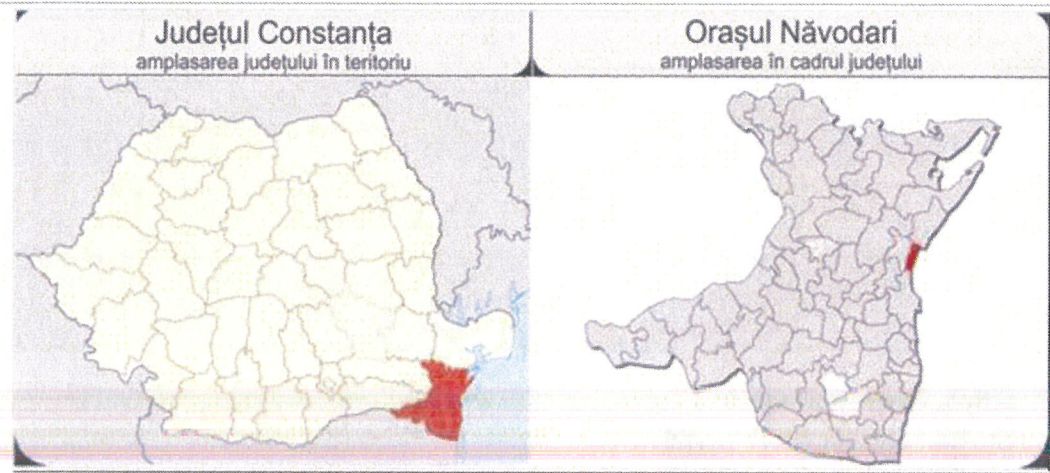 Județul Constanța
amplasarea județului în teritoriu
Orașul Năvodari
amplasarea în cadrul județului